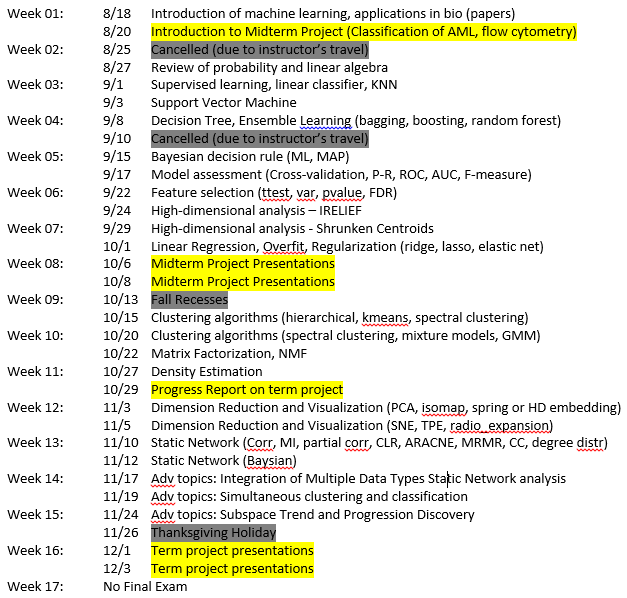 Week 01: 8/18 Introduction of machine learning, applications in bio (papers)
8/20 Introduction to Midterm Project (Classification of AML, flow cytometry)
Week 02: 8/25 Cancelled (due to instructor's travel)
8/27 Review of probability and linear algebra
Week 03: 9/1 Supervised learning, linear classifier, KNN
9/3 Support Vector Machine
Week 04: 9/8 Decision Tree, Ensemble Learning (bagging, boosting, random forest)
9/10 Cancelled (due to instructor's travel)
Week 05: 9/15 Bayesian decision rule (ML, MAP)
9/17 Model assessment (Cross-validation, P-R, ROC, AUC, F-measure)
Week 06: 9/22 Feature selection (ttest, var, pvalue, FDR)
9/24 High-dimensional analysis – IRELIEF
Week 07: 9/29 High-dimensional analysis - Shrunken Centroids
10/1 Linear Regression, Overfit, Regularization (ridge, lasso, elastic net)
Week 08: 10/6 Midterm Project Presentations
10/8 Midterm Project Presentations
Week 09: 10/13 Fall Recesses
10/15 Clustering algorithms (hierarchical, kmeans, spectral clustering)
Week 10: 10/20 Clustering algorithms (spectral clustering, mixture models, GMM)
10/22 Matrix Factorization, NMF
Week 11: 10/27 Density Estimation
10/29 Progress Report on term project
Week 12: 11/3 Dimension Reduction and Visualization (PCA, isomap, spring or HD embedding)
11/5 Dimension Reduction and Visualization (SNE, TPE, radio_expansion)
Week 13: 11/10 Static Network (Corr, MI, partial corr, CLR, ARACNE, MRMR, CC, degree distr)
11/12 Static Network (Baysian)
Week 14: 11/17 Adv topics: Integration of Multiple Data Types Static Network analysis
11/19 Adv topics: Simultaneous clustering and classification
Week 15: 11/24 Adv topics: Subspace Trend and Progression Discovery
11/26 Thanksgiving Holiday
Week 16: 12/1 Term project presentations
12/3 Term project presentations
Week 17: No Final Exam